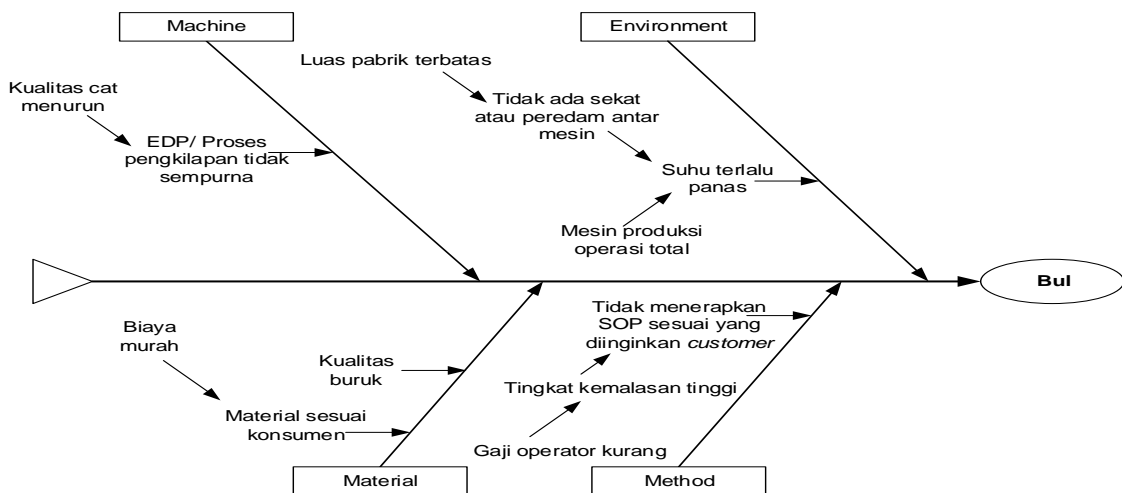 Machine
Environment
Kualitas cat
menurun
EDP/ Proses
pengkilapan tidak
sempurna
Luas pabrik terbatas
Tidak ada sekat
atau peredam antar
mesin
Suhu terlalu
panas
Mesin produksi
operasi total
Bul
Biaya
murah
Kualitas
buruk
Material sesuai
konsumen
Tidak menerapkan
SOP sesuai yang
diinginkan customer
Tingkat kemalasan tinggi
Gaji operator kurang
Material
Method